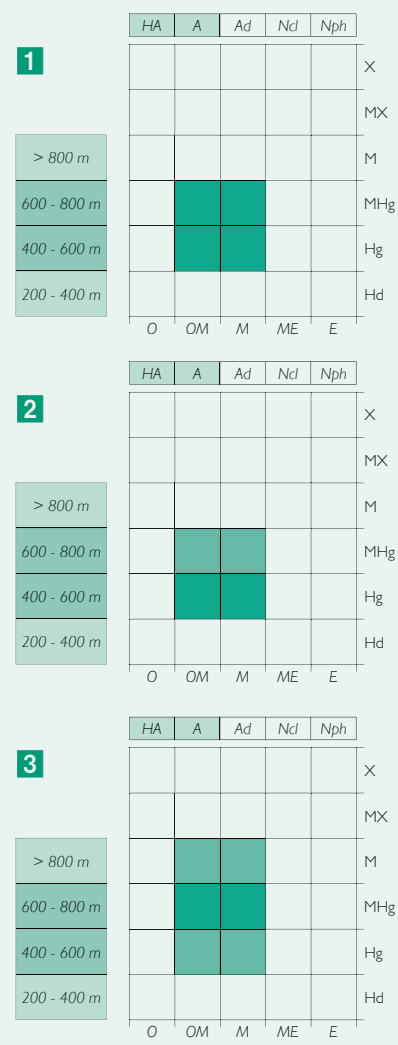 HA A Ad Ncl Nph
1
X
MX
> 800 m M
600 - 800 m MHg
400 - 600 m Hg
200 - 400 m Hd
O OM M ME E
HA A Ad Ncl Nph
2
X
MX
> 800 m M
600 - 800 m MHg
400 - 600 m Hg
200 - 400 m Hd
O OM M ME E
HA A Ad Ncl Nph
3
X
MX
> 800 m M
600 - 800 m MHg
400 - 600 m Hg
200 - 400 m Hd
O OM M ME E